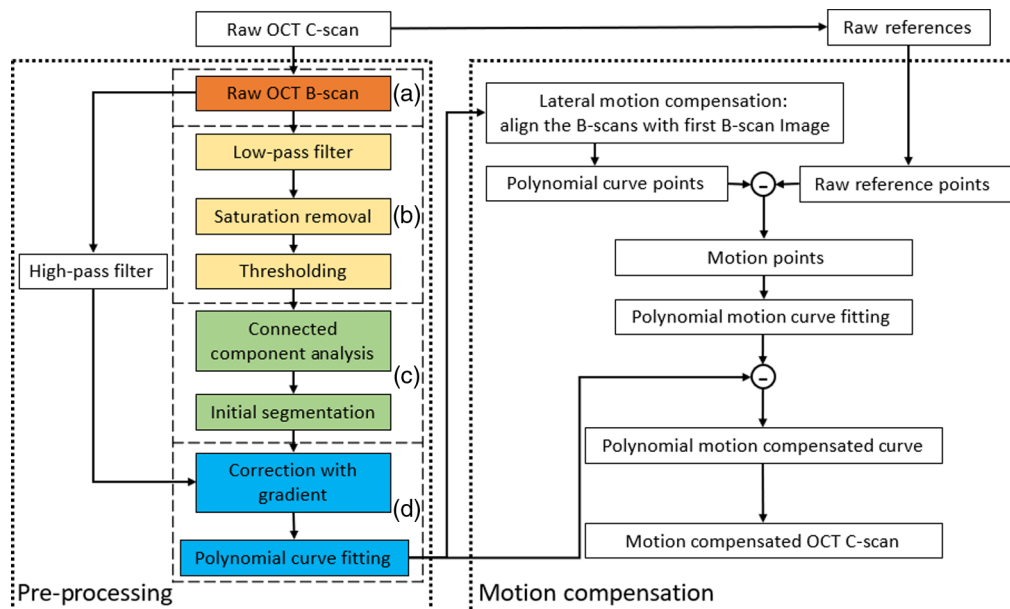 Raw OCT C-scan
Raw references
Raw OCT B-scan
(a)
Low-pass filter
Saturation removal
(b)
Thresholding
High-pass filter
Connected
component analysis
(c)
Initial segmentation
Correction with
gradient
(d)
Polynomial curve fitting
Pre-processing
Lateral motion compensation:
align the B-scans with first B-scan Image
Polynomial curve points
-
Raw reference points
Motion points
Polynomial motion curve fitting
-
Polynomial motion compensated curve
Motion compensated OCT C-scan
Motion compensation